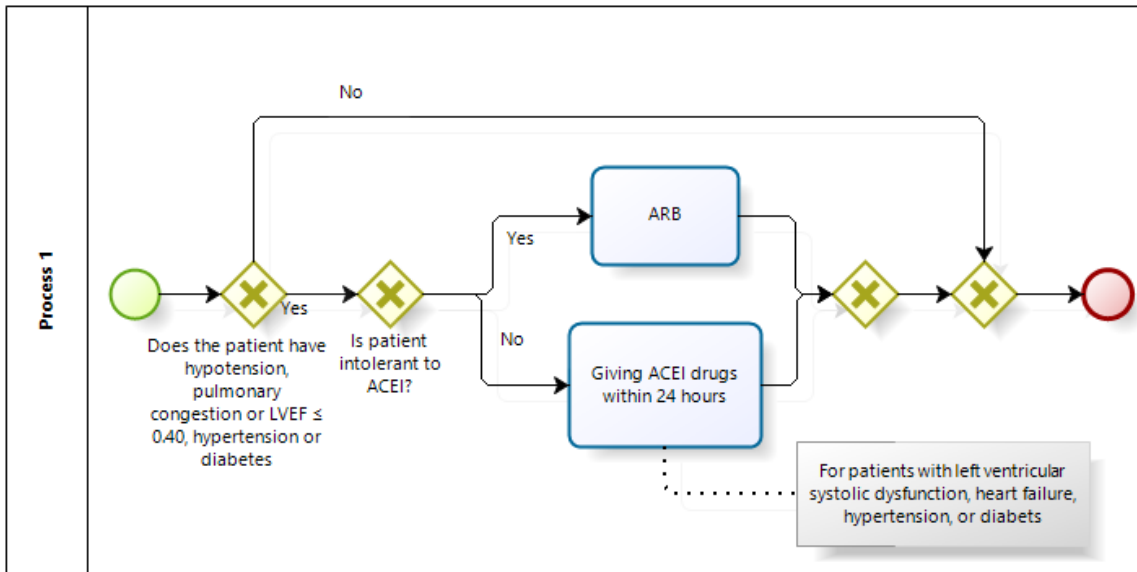 Process 1
No
Yes
Does the patient have
hypotension,
pulmonary
congestion or LVEF ≤
0.40, hypertension or
diabetes
Is patient
intolerant to
ACEI?
Yes
ARB
No
Giving ACEI drugs
within 24 hours
For patients with left ventricular
systolic dysfunction, heart failure,
hypertension, or diabets